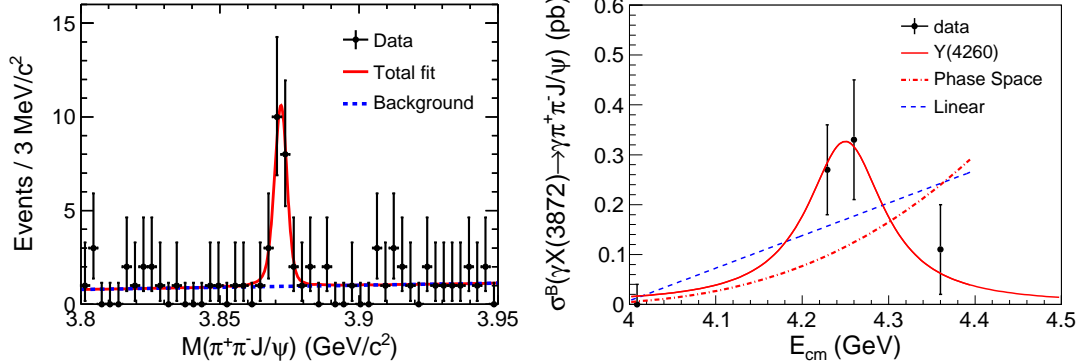 Events / 3 MeV/c²
15
10
5
0
Data
Total fit
Background
3.8
3.85
3.9
3.95
M(π⁺π⁻J/ψ) (GeV/c²)
σᴮ(γX(3872)→γπ⁺π⁻J/ψ) (pb)
0.6
0.5
0.4
0.3
0.2
0.1
0
data
Y(4260)
Phase Space
Linear
4
4.1
4.2
4.3
4.4
4.5
E_cm (GeV)